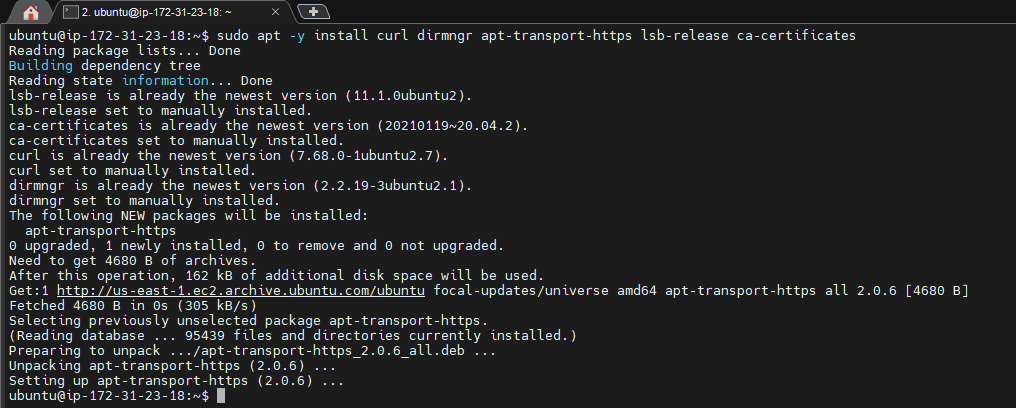 2. ubuntu@ip-172-31-23-18: ~
ubuntu@ip-172-31-23-18:~$ sudo apt -y install curl dirmngr apt-transport-https lsb-release ca-certificates
Reading package lists... Done
Building dependency tree
Reading state information... Done
lsb-release is already the newest version (11.1.0ubuntu2).
lsb-release set to manually installed.
ca-certificates is already the newest version (20210119~20.04.2).
ca-certificates set to manually installed.
curl is already the newest version (7.68.0-1ubuntu2.7).
curl set to manually installed.
dirmngr is already the newest version (2.2.19-3ubuntu2.1).
dirmngr set to manually installed.
The following NEW packages will be installed:
  apt-transport-https
0 upgraded, 1 newly installed, 0 to remove and 0 not upgraded.
Need to get 4680 B of archives.
After this operation, 162 kB of additional disk space will be used.
Get:1 http://us-east-1.ec2.archive.ubuntu.com/ubuntu focal-updates/universe amd64 apt-transport-https all 2.0.6 [4680 B]
Fetched 4680 B in 0s (305 kB/s)
Selecting previously unselected package apt-transport-https.
(Reading database ... 95439 files and directories currently installed.)
Preparing to unpack .../apt-transport-https_2.0.6_all.deb ...
Unpacking apt-transport-https (2.0.6) ...
Setting up apt-transport-https (2.0.6) ...
ubuntu@ip-172-31-23-18:~$